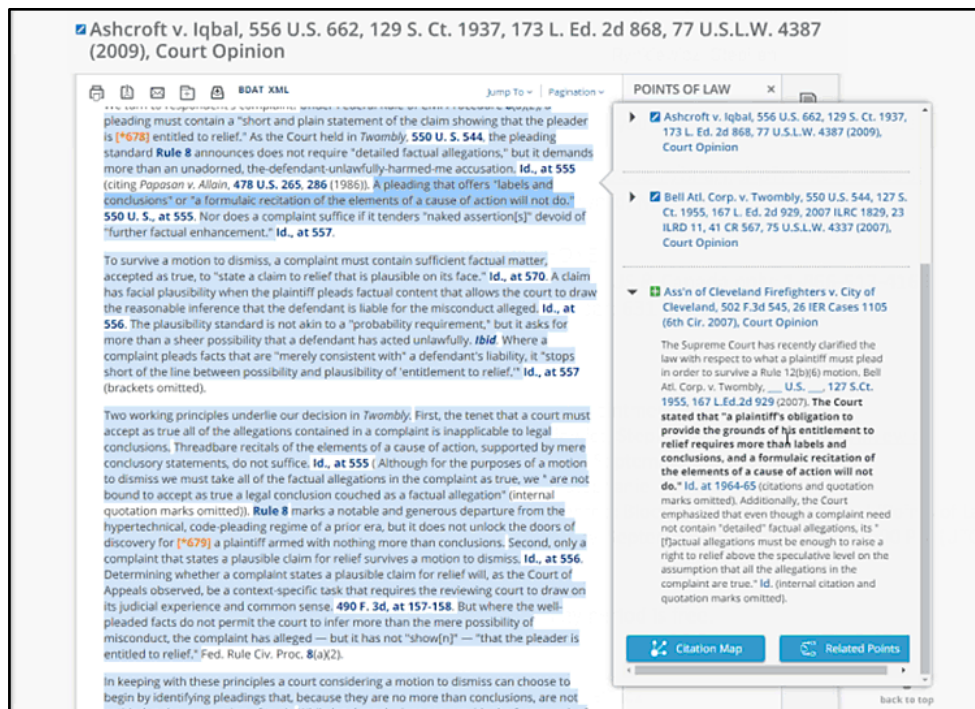 Ashcroft v. Iqbal, 556 U.S. 662, 129 S. Ct. 1937, 173 L. Ed. 2d 868, 77 U.S.L.W. 4387
(2009), Court Opinion
BDAT XML
Jump To
Pagination
pleading must contain a "short and plain statement of the claim showing that the pleader
is [*678] entitled to relief." As the Court held in Twombly, 550 U. S. 544, the pleading
standard Rule 8 announces does not require "detailed factual allegations," but it demands
more than an unadorned, the-defendant-unlawfully-harmed-me accusation. Id., at 555
(citing Papasan v. Allain, 478 U.S. 265, 286 (1986)). A pleading that offers "labels and
conclusions" or "a formulaic recitation of the elements of a cause of action will not do."
550 U. S., at 555. Nor does a complaint suffice if it tenders "naked assertion[s]" devoid of
"further factual enhancement." Id., at 557.
To survive a motion to dismiss, a complaint must contain sufficient factual matter,
accepted as true, to "state a claim to relief that is plausible on its face." Id., at 570. A claim
has facial plausibility when the plaintiff pleads factual content that allows the court to draw
the reasonable inference that the defendant is liable for the misconduct alleged. Id., at
556. The plausibility standard is not akin to a "probability requirement," but it asks for
more than a sheer possibility that a defendant has acted unlawfully. Ibid. Where a
complaint pleads facts that are "merely consistent with" a defendant's liability, it "stops
short of the line between possibility and plausibility of 'entitlement to relief.'" Id., at 557
(brackets omitted).
Two working principles underlie our decision in Twombly. First, the tenet that a court must
accept as true all of the allegations contained in a complaint is inapplicable to legal
conclusions. Threadbare recitals of the elements of a cause of action, supported by mere
conclusory statements, do not suffice. Id., at 555 ( Although for the purposes of a motion
to dismiss we must take all of the factual allegations in the complaint as true, we " are not
bound to accept as true a legal conclusion couched as a factual allegation" (internal
quotation marks omitted)). Rule 8 marks a notable and generous departure from the
hypertechnical, code-pleading regime of a prior era, but it does not unlock the doors of
discovery for [*679] a plaintiff armed with nothing more than conclusions. Second, only a
complaint that states a plausible claim for relief survives a motion to dismiss. Id., at 556.
Determining whether a complaint states a plausible claim for relief will, as the Court of
Appeals observed, be a context-specific task that requires the reviewing court to draw on
its judicial experience and common sense. 490 F. 3d, at 157-158. But where the well-
pleaded facts do not permit the court to infer more than the mere possibility of
misconduct, the complaint has alleged — but it has not "show[n]" — "that the pleader is
entitled to relief." Fed. Rule Civ. Proc. 8(a)(2).
In keeping with these principles a court considering a motion to dismiss can choose to
begin by identifying pleadings that, because they are no more than conclusions, are not
POINTS OF LAW
Ashcroft v. Iqbal, 556 U.S. 662, 129 S. Ct. 1937,
173 L. Ed. 2d 868, 77 U.S.L.W. 4387 (2009),
Court Opinion
Bell Atl. Corp. v. Twombly, 550 U.S. 544, 127 S.
Ct. 1955, 167 L. Ed. 2d 929, 2007 ILRC 1829, 23
ILRD 11, 41 CR 567, 75 U.S.L.W. 4337 (2007),
Court Opinion
Ass'n of Cleveland Firefighters v. City of
Cleveland, 502 F.3d 545, 26 IER Cases 1105
(6th Cir. 2007), Court Opinion
The Supreme Court has recently clarified the
law with respect to what a plaintiff must plead
in order to survive a Rule 12(b)(6) motion. Bell
Atl. Corp. v. Twombly, ___ U.S. ___, 127 S.Ct.
1955, 167 L.Ed.2d 929 (2007). The Court
stated that "a plaintiff's obligation to
provide the grounds of his entitlement to
relief requires more than labels and
conclusions, and a formulaic recitation of
the elements of a cause of action will not
do." Id. at 1964-65 (citations and quotation
marks omitted). Additionally, the Court
emphasized that even though a complaint need
not contain "detailed" factual allegations, its "
[f]actual allegations must be enough to raise a
right to relief above the speculative level on the
assumption that all the allegations in the
complaint are true." Id. (internal citation and
quotation marks omitted).
Citation Map
Related Points
back to top